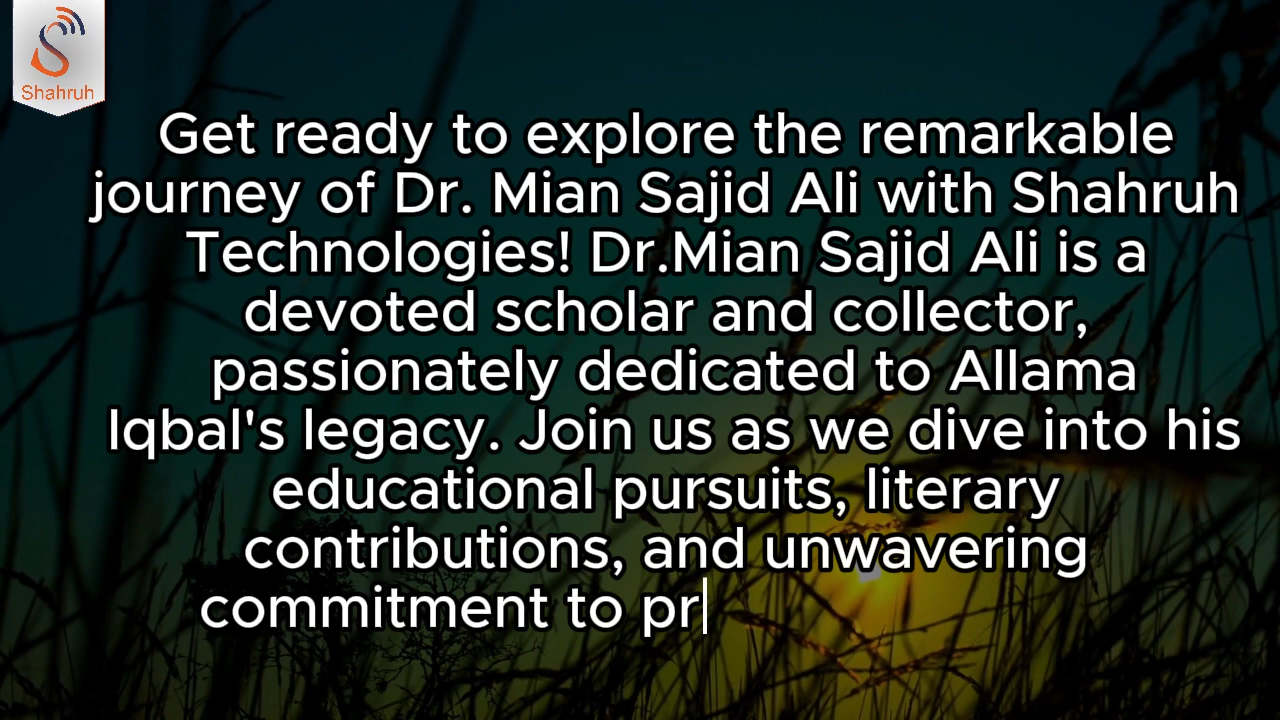 Shahruh
Get ready to explore the remarkable
journey of Dr. Mian Sajid Ali with Shahruh
Technologies! Dr.Mian Sajid Ali is a
devoted scholar and collector,
passionately dedicated to Allama
Iqbal's legacy. Join us as we dive into his
educational pursuits, literary
contributions, and unwavering
commitment to pr